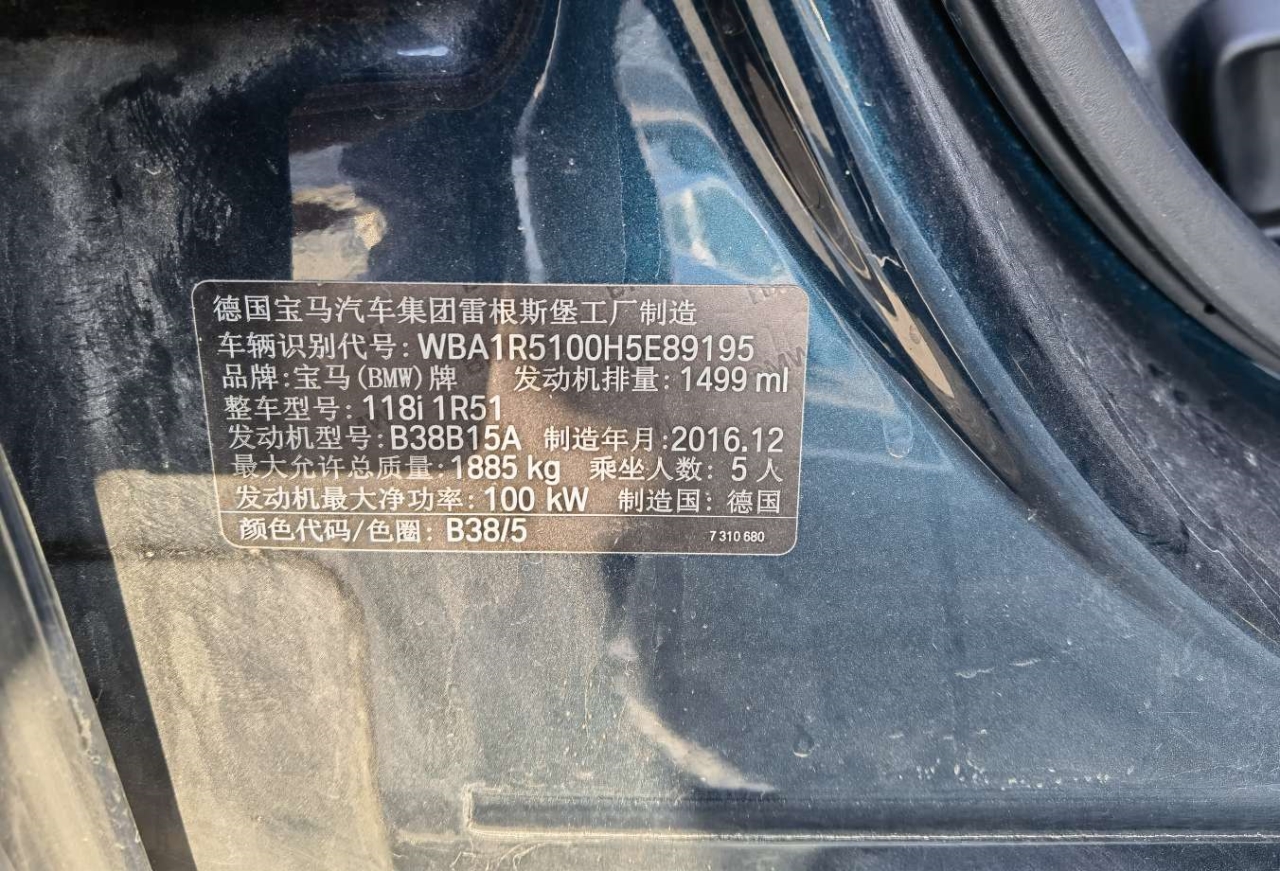 德国宝马汽车集团雷根斯堡工厂制造
车辆识别代号: WBA1R5100H5E89195
品牌:宝马(BMW)牌 发动机排量: 1499 ml
整车型号: 118i 1R51
发动机型号: B38B15A 制造年月:2016.12
最大允许总质量: 1885 kg 乘坐人数: 5 人
发动机最大净功率: 100 kW 制造国: 德国
颜色代码/色圈: B38/5 7 310 680